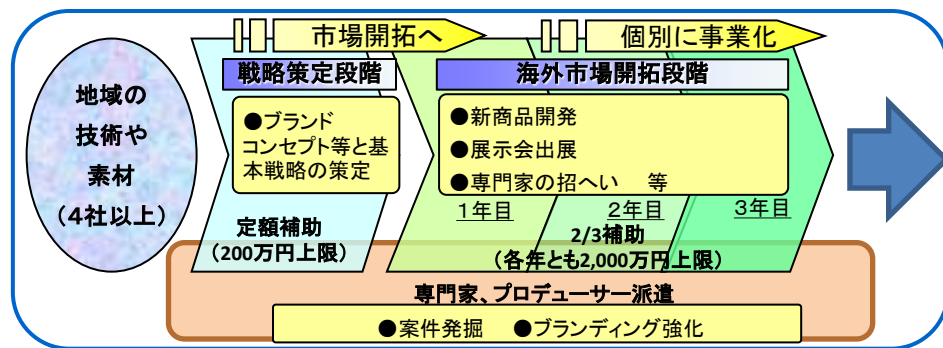 市場開拓へ
個別に事業化
戦略策定段階
海外市場開拓段階
地域の
技術や
素材
（４社以上）
●ブランド
コンセプト等と基
本戦略の策定
●新商品開発
●展示会出展
●専門家の招へい　等
１年目
２年目
３年目
定額補助
（200万円上限）
2/3補助
（各年とも2,000万円上限）
専門家、プロデューサー派遣
●案件発掘　●ブランディング強化